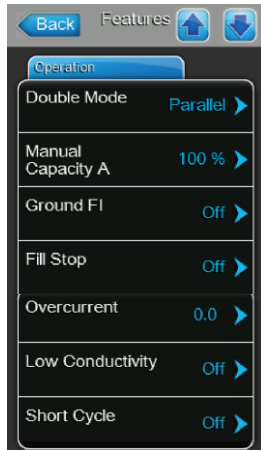 Back Features
Operation
Double Mode Parallel
Manual
Capacity A 100 %
Ground FI Off
Fill Stop Off
Overcurrent 0.0
Low Conductivity Off
Short Cycle Off